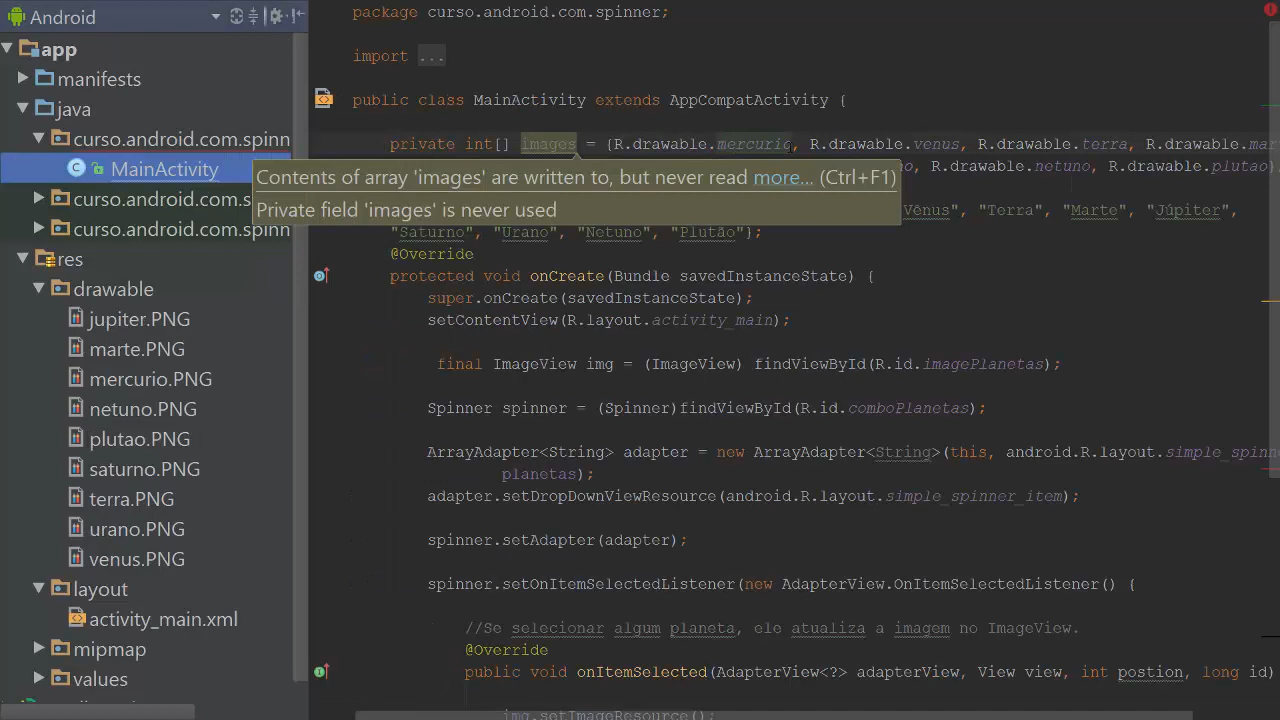 Android
app
manifests
java
curso.android.com.spinn
MainActivity
curso.android.com.spinn
curso.android.com.spinn
res
drawable
jupiter.PNG
marte.PNG
mercurio.PNG
netuno.PNG
plutao.PNG
saturno.PNG
terra.PNG
urano.PNG
venus.PNG
layout
activity_main.xml
mipmap
values
package curso.android.com.spinner;
import ...
public class MainActivity extends AppCompatActivity {
private int[] images = {R.drawable.mercurio, R.drawable.venus, R.drawable.terra, R.drawable.mar
o, R.drawable.netuno, R.drawable.plutao}
Contents of array 'images' are written to, but never read more... (Ctrl+F1)
Private field 'images' is never used
Vênus", "Terra", "Marte", "Júpiter",
"Saturno", "Urano", "Netuno", "Plutão"};
@Override
protected void onCreate(Bundle savedInstanceState) {
super.onCreate(savedInstanceState);
setContentView(R.layout.activity_main);
final ImageView img = (ImageView) findViewById(R.id.imagePlanetas);
Spinner spinner = (Spinner)findViewById(R.id.comboPlanetas);
ArrayAdapter<String> adapter = new ArrayAdapter<String>(this, android.R.layout.simple_spinne
planetas);
adapter.setDropDownViewResource(android.R.layout.simple_spinner_item);
spinner.setAdapter(adapter);
spinner.setOnItemSelectedListener(new AdapterView.OnItemSelectedListener() {
//Se selecionar algum planeta, ele atualiza a imagem no ImageView.
@Override
public void onItemSelected(AdapterView<?> adapterView, View view, int postion, long id)
img.setImageResource();